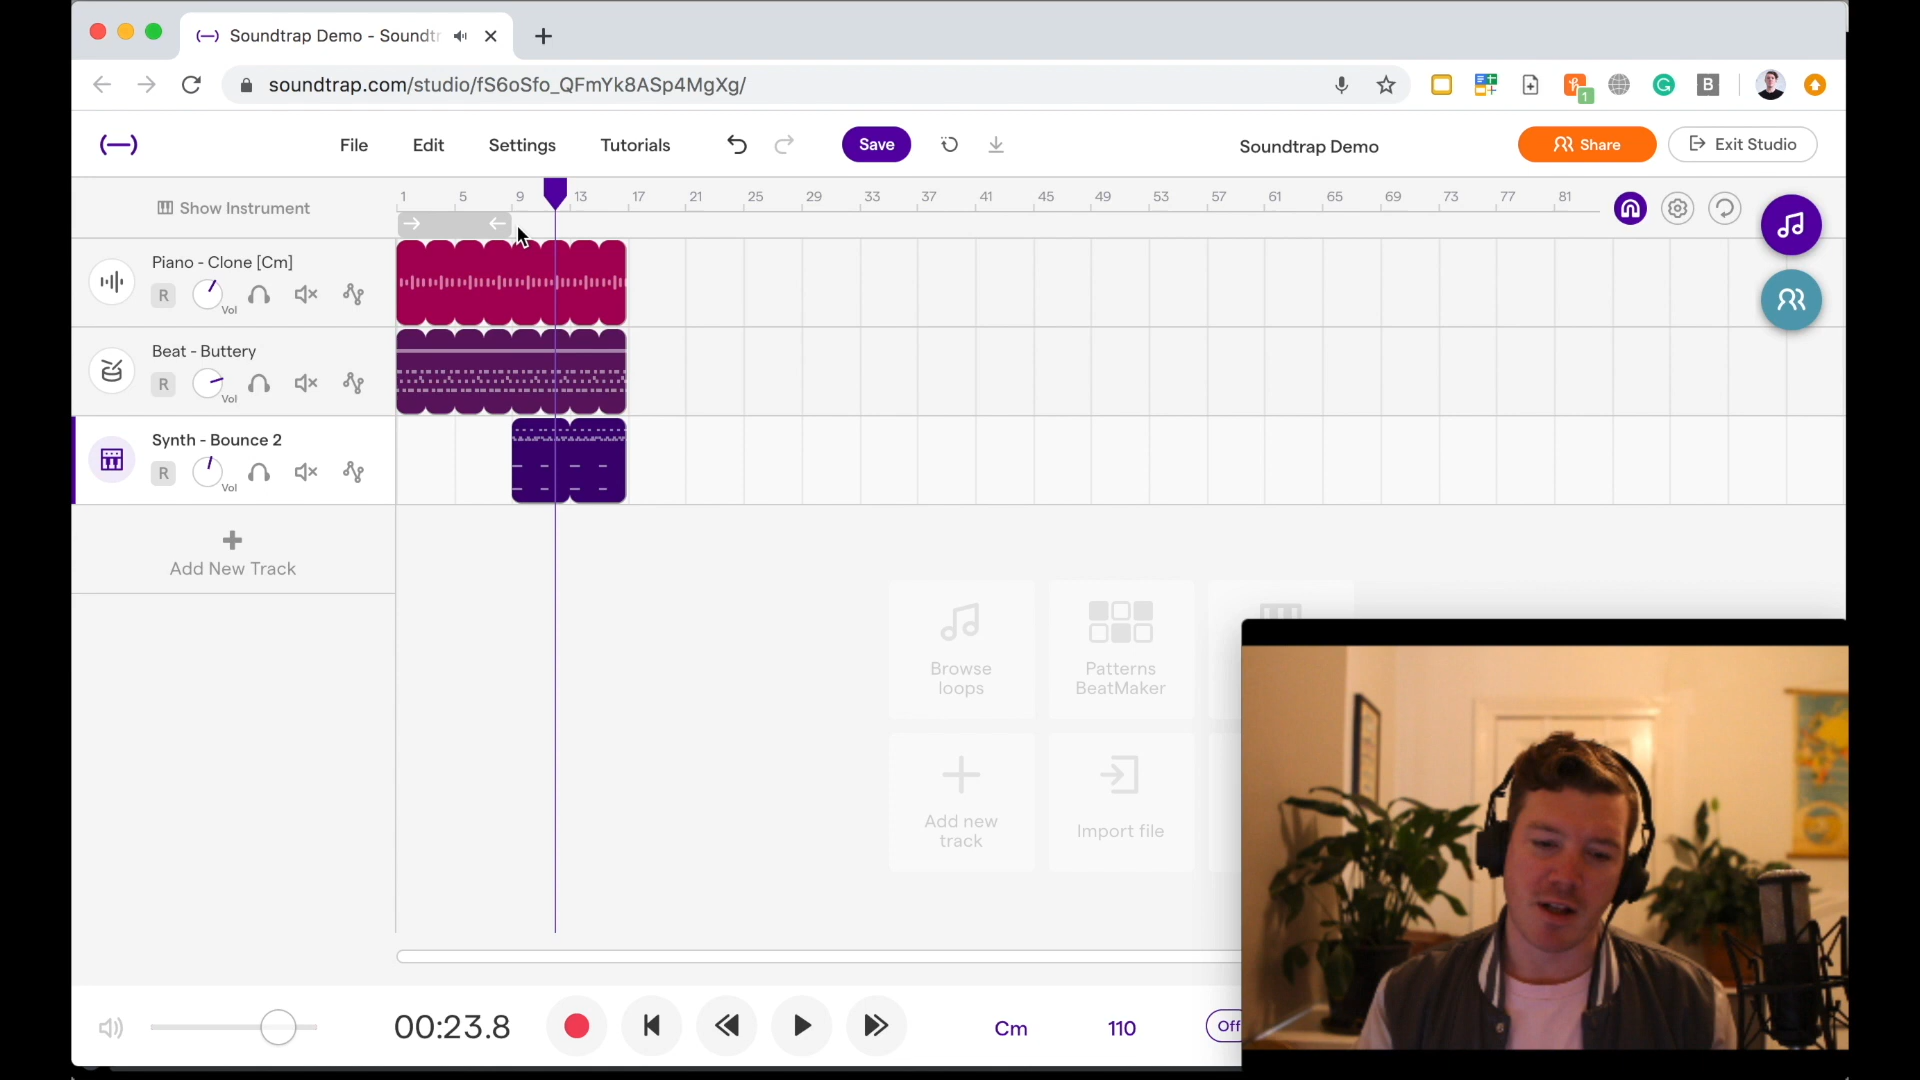 Soundtrap Demo - Soundtr
soundtrap.com/studio/fS6oSfo_QFmYk8ASp4MgXg/
1
B
File Edit Settings Tutorials Save Soundtrap Demo Share Exit Studio
Show Instrument
1 5 9 13 17 21 25 29 33 37 41 45 49 53 57 61 65 69 73 77 81
Piano - Clone [Cm]
R Vol
Beat - Buttery
R Vol
Synth - Bounce 2
R Vol
Add New Track
Browse loops
Patterns BeatMaker
Add new track
Import file
00:23.8 Cm 110 Off